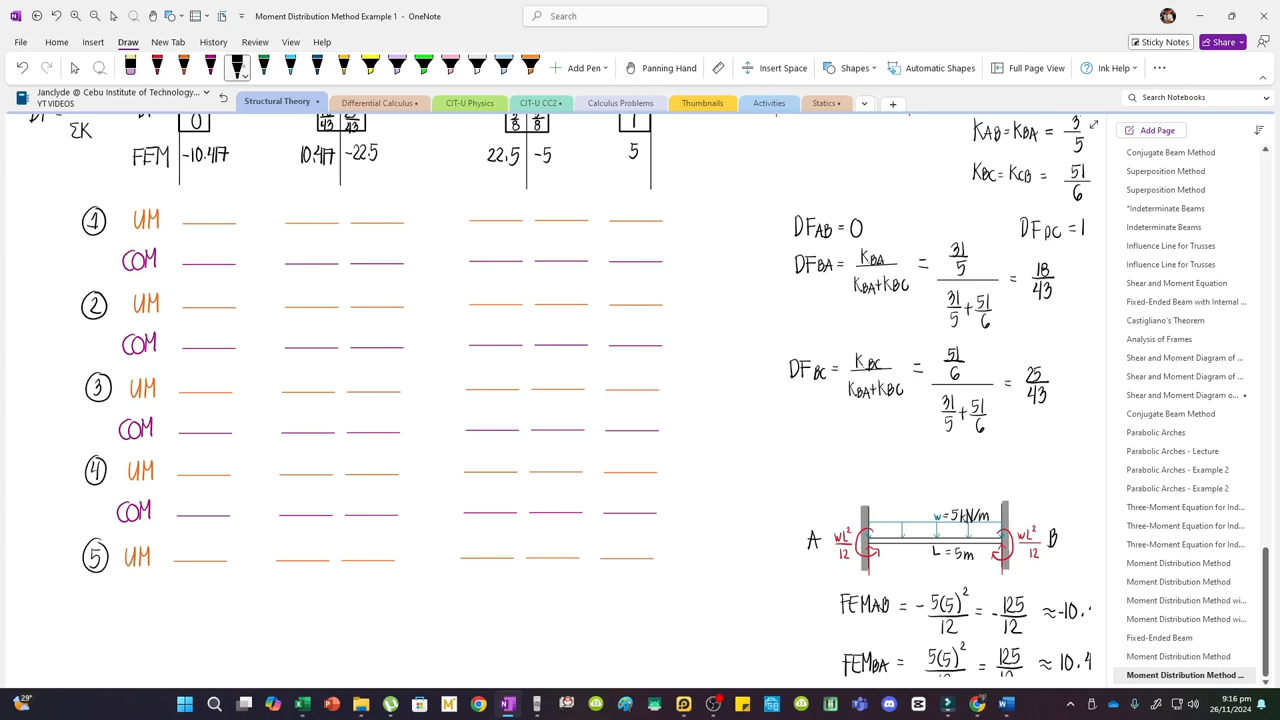 Moment Distribution Method Example 1 - OneNote
Search
File Home Insert Draw New Tab History Review View Help
Sticky Notes Share
Add Pen Panning Hand Insert Space Shapes Automatic Shapes Full Page View Ink Help
Janclyde @ Cebu Institute of Technology...
YT VIDEOS
Structural Theory Differential Calculus CIT-U Physics CIT-U CC2 Calculus Problems Thumbnails Activities Statics
Search Notebooks
Add Page
ΣK
0 43 43 8 8 1
FEM -10.417 10.417 -22.5 22.5 -5 5
1 UM
COM
2 UM
COM
3 UM
COM
4 UM
COM
5 UM
KAB = KBA = 3
5
KBC = KCB = 51
6
DFAB = 0 DFDC = 1
DFBA = KBA / KBA+KBC = 31/5 / 31/5 + 51/6 = 18/43
DFBC = KBC / KBA+KBC = 51/6 / 31/5 + 51/6 = 25/43
w = 5 kN/m
A wL²/12 wL²/12 B
L = 5m
FEMAB = - 5(5)²/12 = - 125/12 ≈ -10.
FEMBA = 5(5)² = 125 ≈ 10.4
Conjugate Beam Method
Superposition Method
Superposition Method
*Indeterminate Beams
Indeterminate Beams
Influence Line for Trusses
Influence Line for Trusses
Shear and Moment Equation
Fixed-Ended Beam with Internal ...
Castigliano's Theorem
Analysis of Frames
Shear and Moment Diagram of ...
Shear and Moment Diagram of ...
Shear and Moment Diagram o...
Conjugate Beam Method
Parabolic Arches
Parabolic Arches - Lecture
Parabolic Arches - Example 2
Parabolic Arches - Example 2
Three-Moment Equation for Ind...
Three-Moment Equation for Ind...
Three-Moment Equation for Ind...
Moment Distribution Method
Moment Distribution Method
Moment Distribution Method wi...
Moment Distribution Method wi...
Fixed-Ended Beam
Moment Distribution Method
Moment Distribution Method ...
29°
9:16 pm
26/11/2024